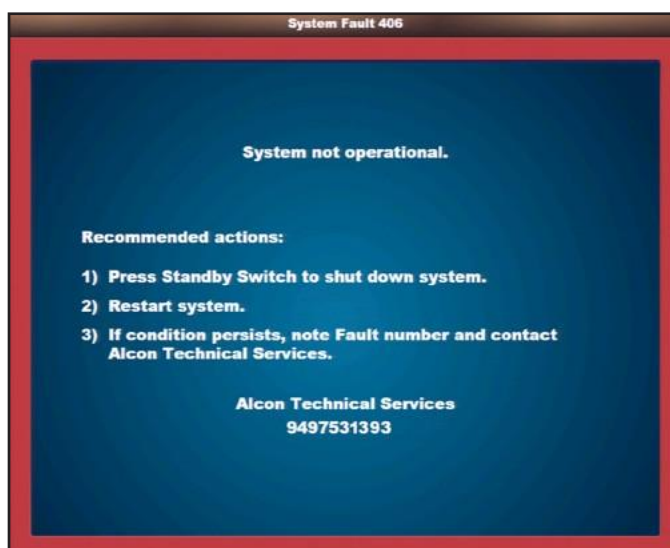 System Fault 406
System not operational.
Recommended actions:
1) Press Standby Switch to shut down system.
2) Restart system.
3) If condition persists, note Fault number and contact
Alcon Technical Services.
Alcon Technical Services
9497531393